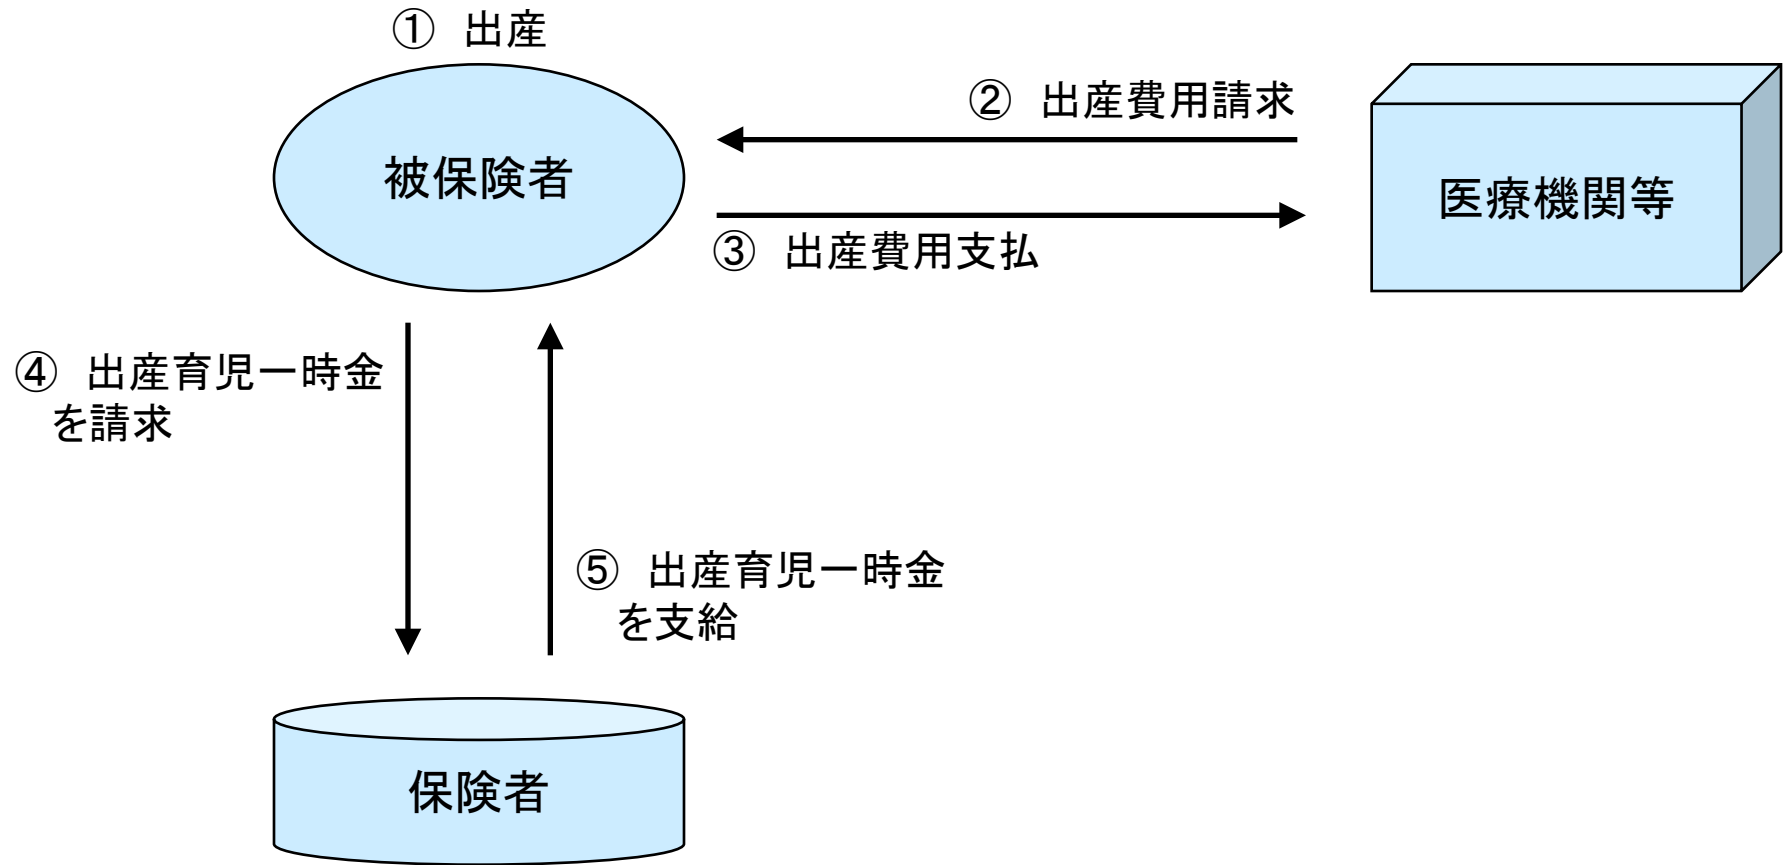 ① 出産
② 出産費用請求
被保険者
医療機関等
③ 出産費用支払
④ 出産育児一時金
を請求
⑤ 出産育児一時金
を支給
保険者